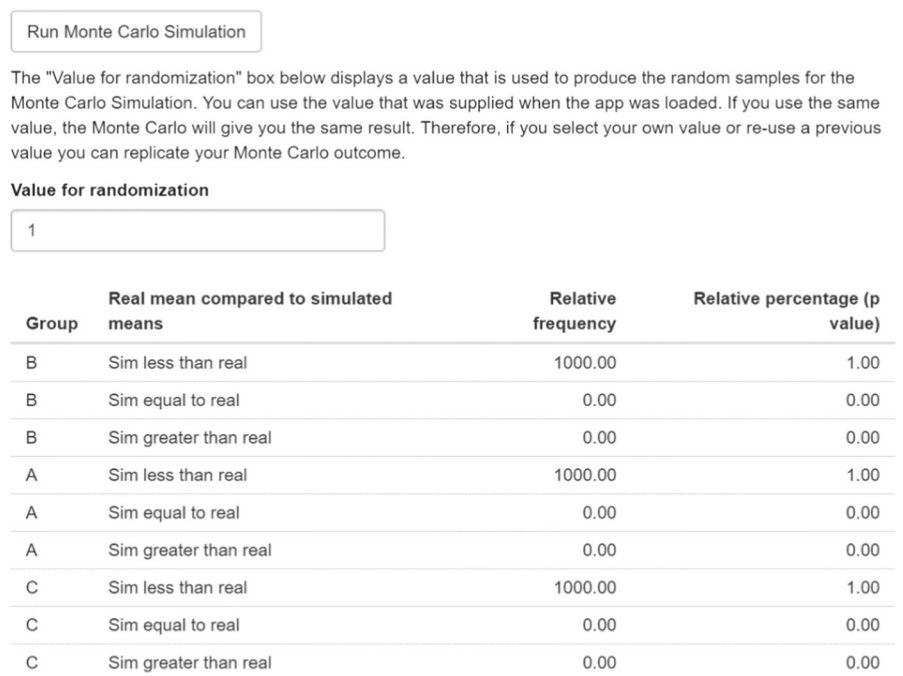 Run Monte Carlo Simulation
The "Value for randomization" box below displays a value that is used to produce the random samples for the
Monte Carlo Simulation. You can use the value that was supplied when the app was loaded. If you use the same
value, the Monte Carlo will give you the same result. Therefore, if you select your own value or re-use a previous
value you can replicate your Monte Carlo outcome.
Value for randomization
1
Real mean compared to simulated Relative Relative percentage (p
Group means frequency value)
B Sim less than real 1000.00 1.00
B Sim equal to real 0.00 0.00
B Sim greater than real 0.00 0.00
A Sim less than real 1000.00 1.00
A Sim equal to real 0.00 0.00
A Sim greater than real 0.00 0.00
C Sim less than real 1000.00 1.00
C Sim equal to real 0.00 0.00
C Sim greater than real 0.00 0.00